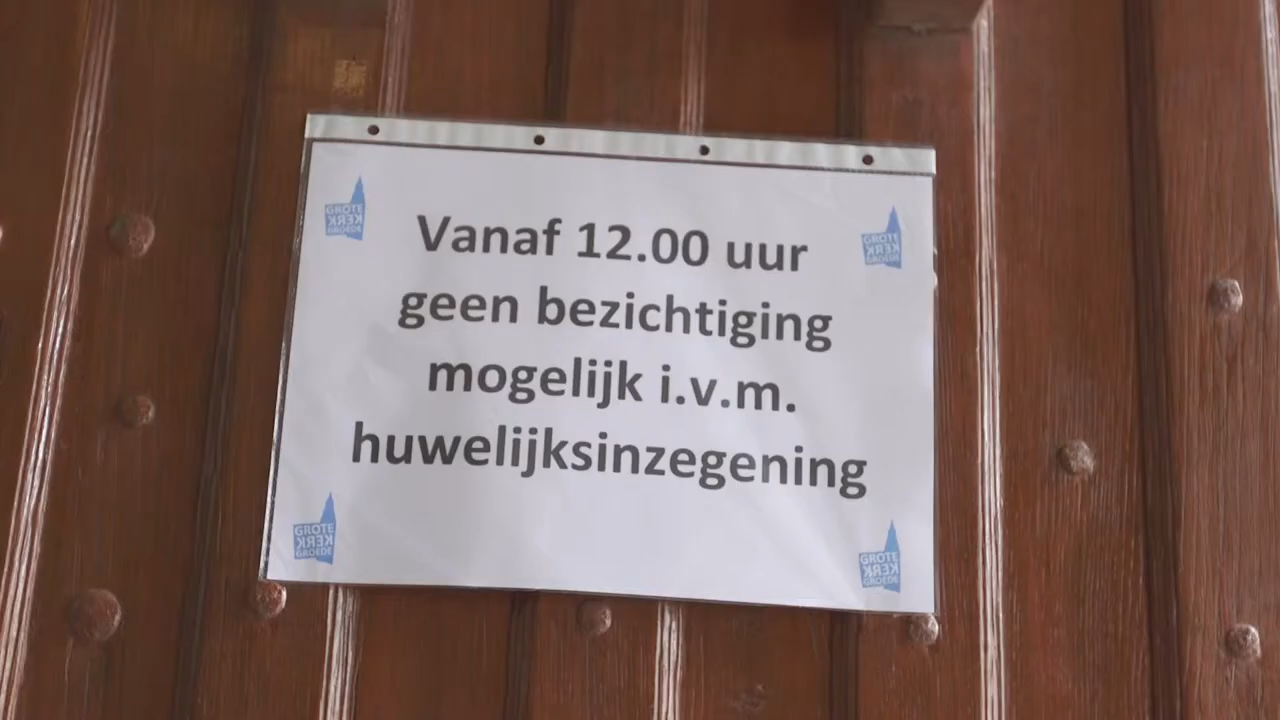 GROTE
KERK
GROEDE
GROTE
KERK
GROEDE
Vanaf 12.00 uur
geen bezichtiging
mogelijk i.v.m.
huwelijksinzegening
GROTE
KERK
GROEDE
GROTE
KERK
GROEDE